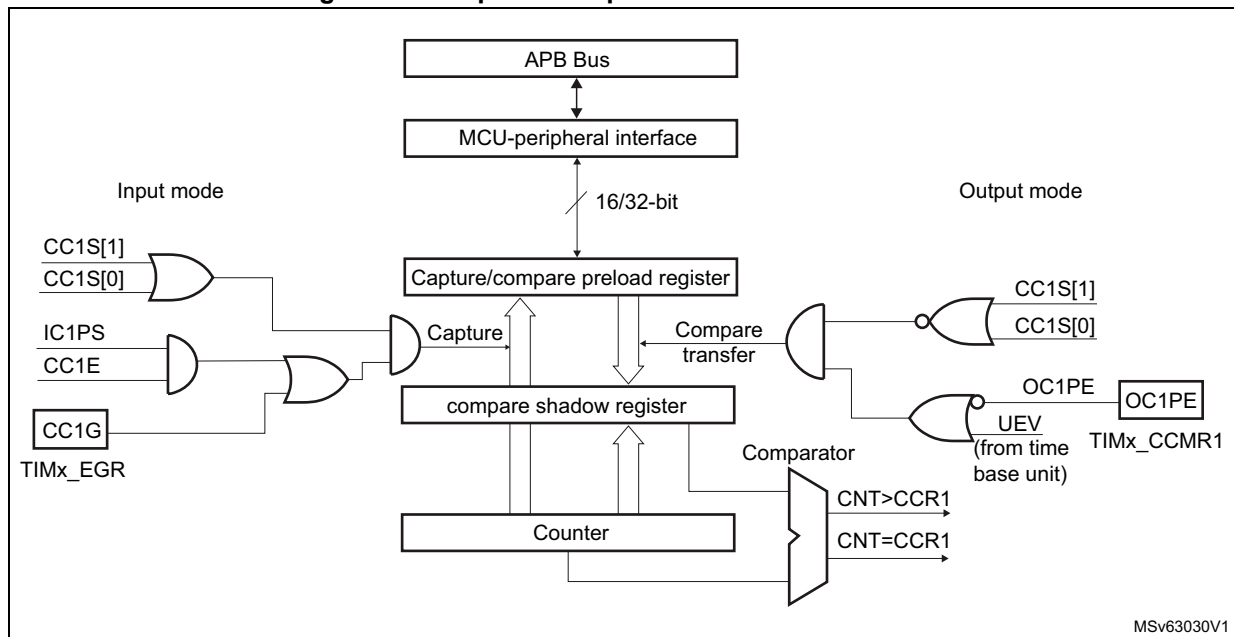 APB Bus
MCU-peripheral interface
Input mode
16/32-bit
Output mode
CC1S[1]
CC1S[0]
Capture/compare preload register
CC1S[1]
CC1S[0]
IC1PS
CC1E
Capture
Compare
transfer
CC1G
TIMx_EGR
compare shadow register
OC1PE
OC1PE
UEV
(from time
base unit)
TIMx_CCMR1
Comparator
CNT>CCR1
Counter
CNT=CCR1
MSv63030V1